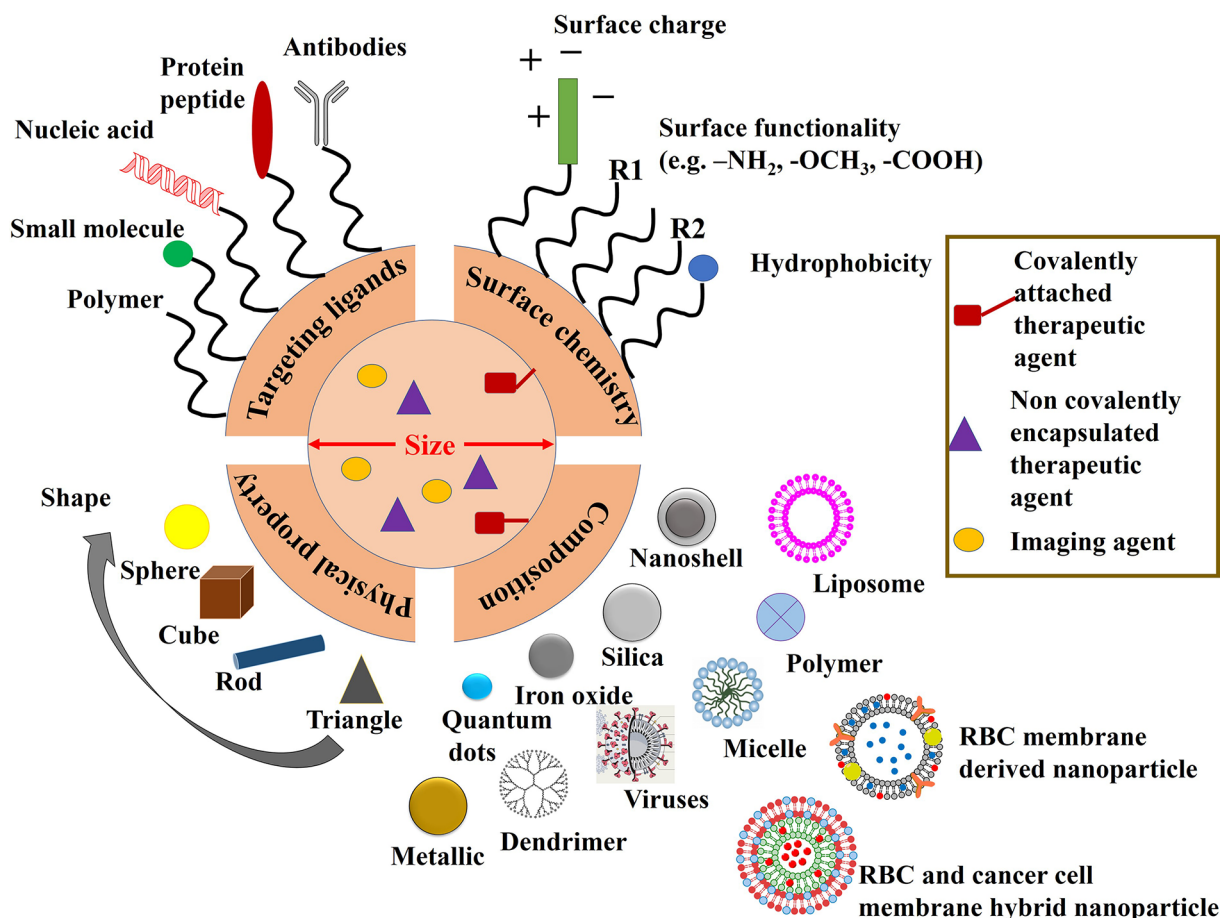 Surface charge
Antibodies
Protein
peptide
Nucleic acid
Small molecule
Polymer
+ −
+ −
Surface functionality
(e.g. –NH₂, -OCH₃, -COOH)
R1
R2
Hydrophobicity
Targeting ligands
Surface chemistry
Size
Physical property
Composition
Covalently
attached
therapeutic
agent
Non covalently
encapsulated
therapeutic
agent
Imaging agent
Shape
Sphere
Cube
Rod
Triangle
Nanoshell
Liposome
Silica
Polymer
Iron oxide
Quantum
dots
Micelle
Viruses
Dendrimer
Metallic
RBC membrane
derived nanoparticle
RBC and cancer cell
membrane hybrid nanoparticle